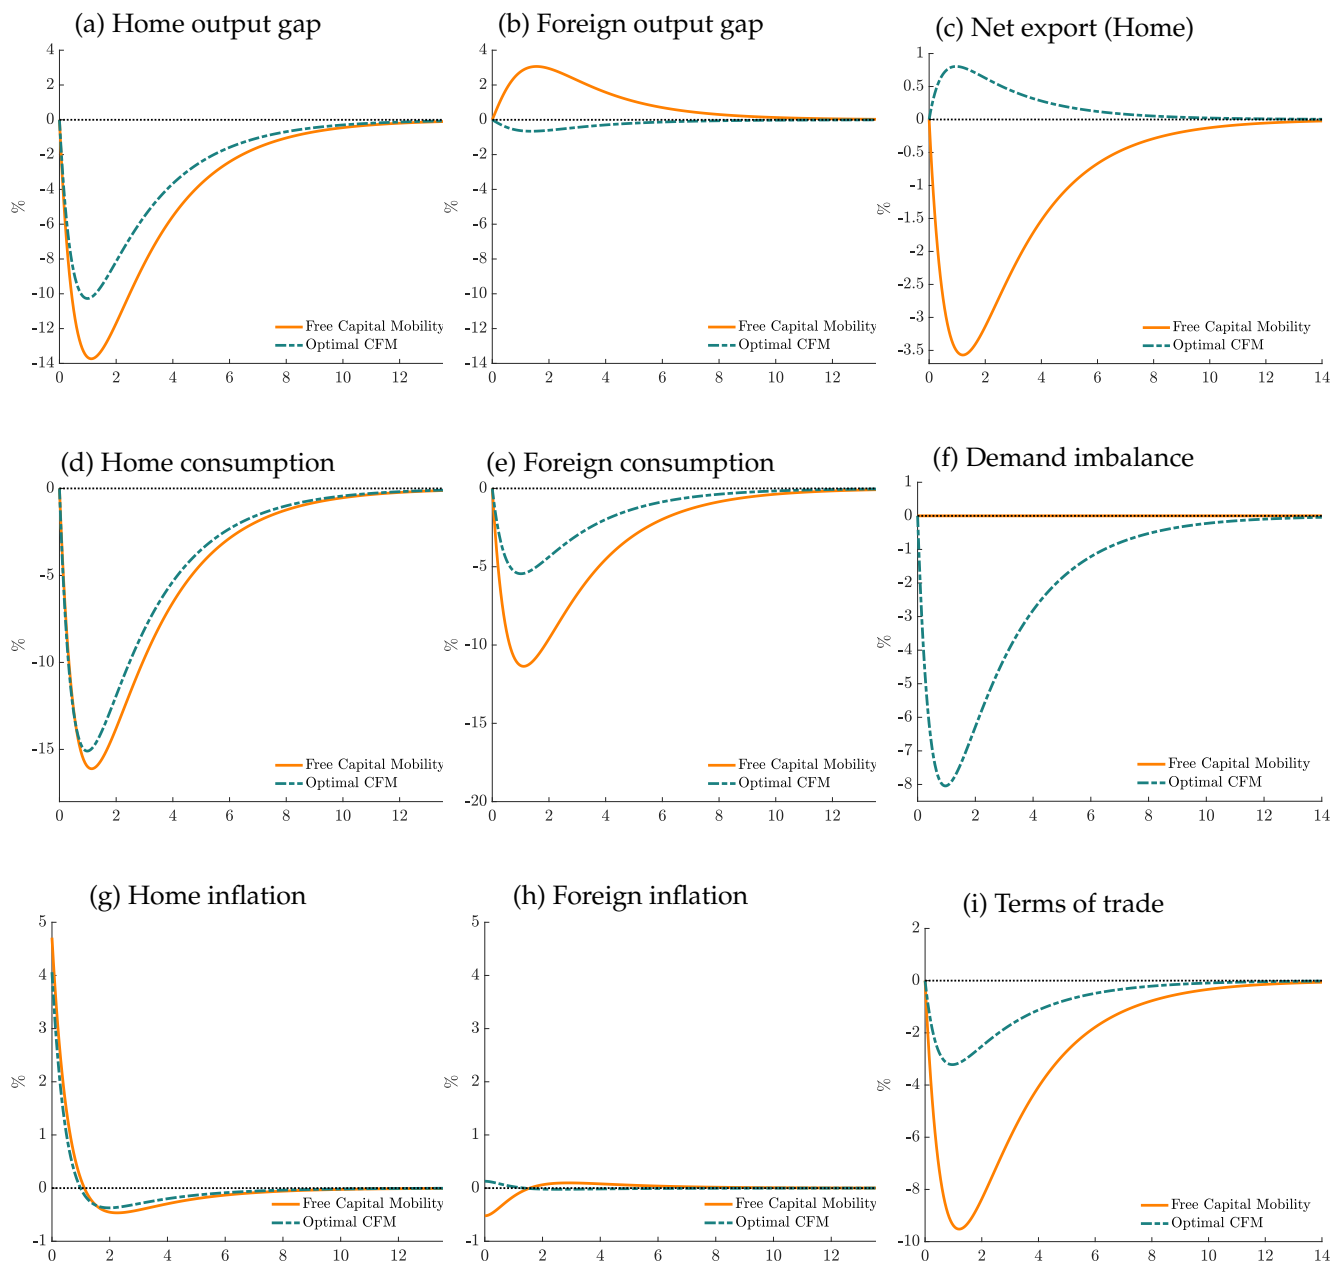 (a) Home output gap
4
2
0
-2
-4
-6
-8
-10
-12
-14
%
0 2 4 6 8 10 12
Free Capital Mobility
Optimal CFM
(b) Foreign output gap
4
2
0
-2
-4
-6
-8
-10
-12
-14
%
0 2 4 6 8 10 12
Free Capital Mobility
Optimal CFM
(c) Net export (Home)
1
0.5
0
-0.5
-1
-1.5
-2
-2.5
-3
-3.5
%
0 2 4 6 8 10 12 14
Free Capital Mobility
Optimal CFM
(d) Home consumption
0
-5
-10
-15
%
0 2 4 6 8 10 12
Free Capital Mobility
Optimal CFM
(e) Foreign consumption
0
-5
-10
-15
-20
%
0 2 4 6 8 10 12
Free Capital Mobility
Optimal CFM
(f) Demand imbalance
1
0
-1
-2
-3
-4
-5
-6
-7
-8
%
0 2 4 6 8 10 12 14
Free Capital Mobility
Optimal CFM
(g) Home inflation
5
4
3
2
1
0
-1
%
0 2 4 6 8 10 12
Free Capital Mobility
Optimal CFM
(h) Foreign inflation
5
4
3
2
1
0
-1
%
0 2 4 6 8 10 12
Free Capital Mobility
Optimal CFM
(i) Terms of trade
2
0
-2
-4
-6
-8
-10
%
0 2 4 6 8 10 12 14
Free Capital Mobility
Optimal CFM